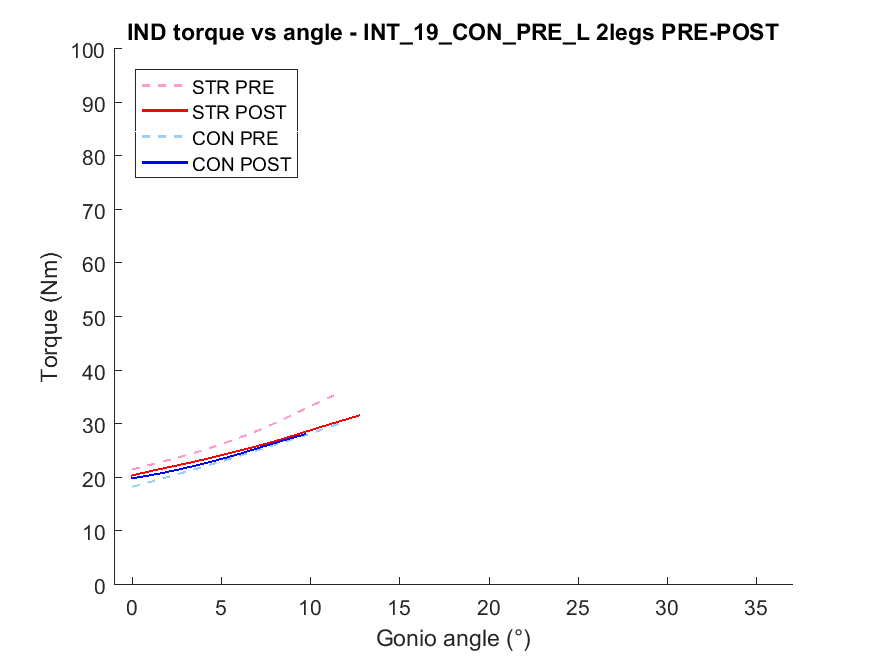 IND torque vs angle - INT_19_CON_PRE_L 2legs PRE-POST
100
90
80
70
60
50
40
30
20
10
0
STR PRE
STR POST
CON PRE
CON POST
Torque (Nm)
0 5 10 15 20 25 30 35
Gonio angle (°)